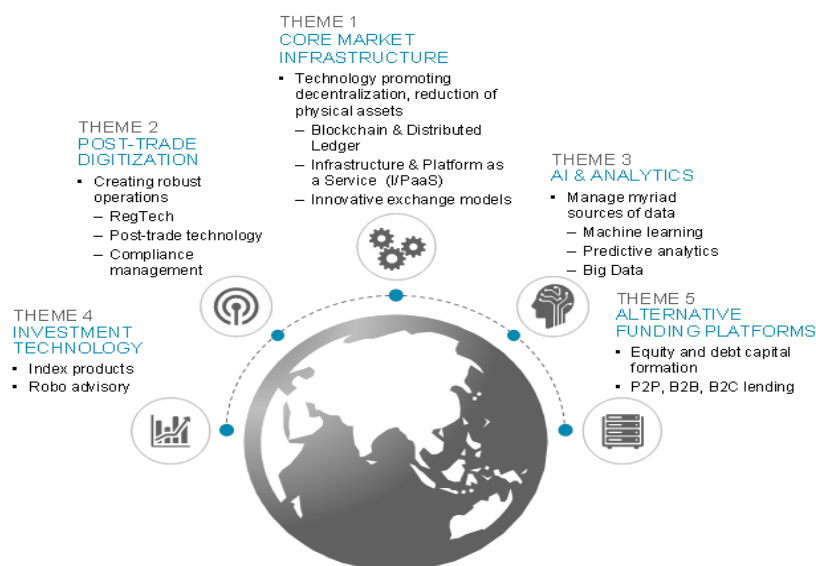 THEME 1
CORE MARKET
INFRASTRUCTURE
▪ Technology promoting
decentralization, reduction of
physical assets
– Blockchain & Distributed
Ledger
– Infrastructure & Platform as
a Service (I/PaaS)
– Innovative exchange models
THEME 2
POST-TRADE
DIGITIZATION
▪ Creating robust
operations
– RegTech
– Post-trade technology
– Compliance
management
THEME 3
AI & ANALYTICS
▪ Manage myriad
sources of data
– Machine learning
– Predictive analytics
– Big Data
THEME 4
INVESTMENT
TECHNOLOGY
▪ Index products
▪ Robo advisory
THEME 5
ALTERNATIVE
FUNDING PLATFORMS
▪ Equity and debt capital
formation
▪ P2P, B2B, B2C lending